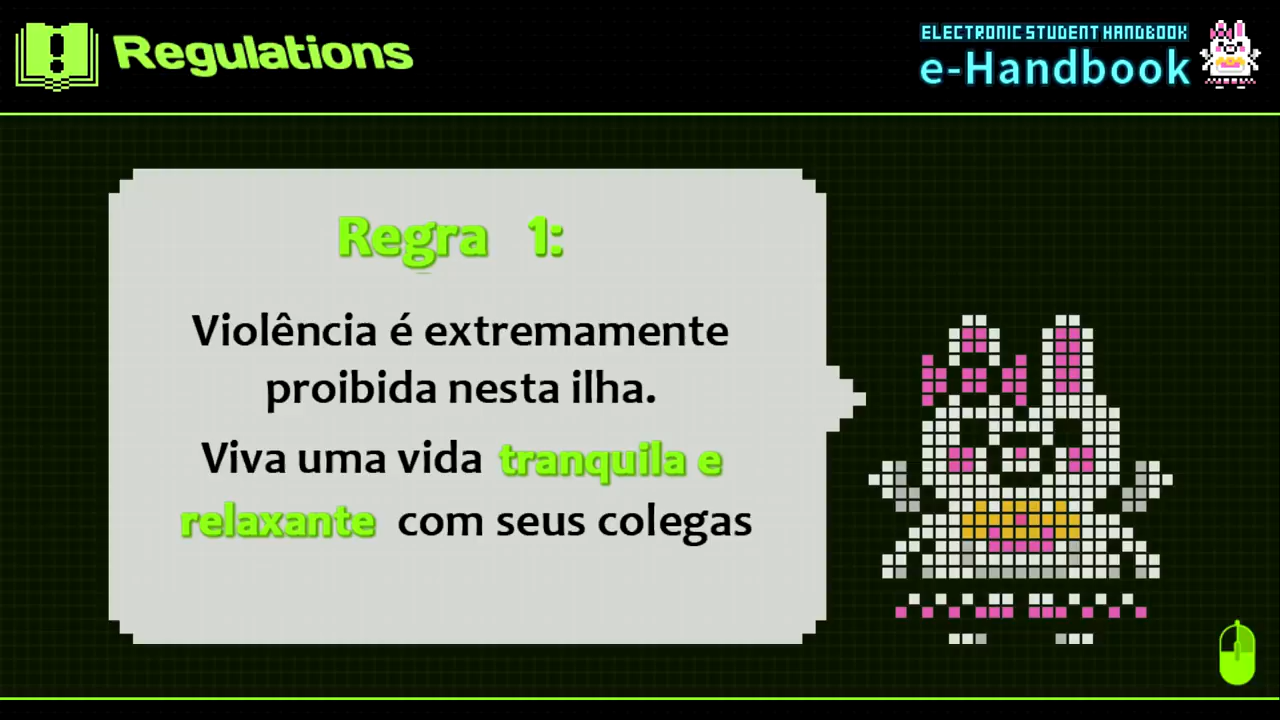 Regulations
ELECTRONIC STUDENT HANDBOOK
e-Handbook
Regra 1:
Violência é extremamente
proibida nesta ilha.
Viva uma vida tranquila e
relaxante com seus colegas